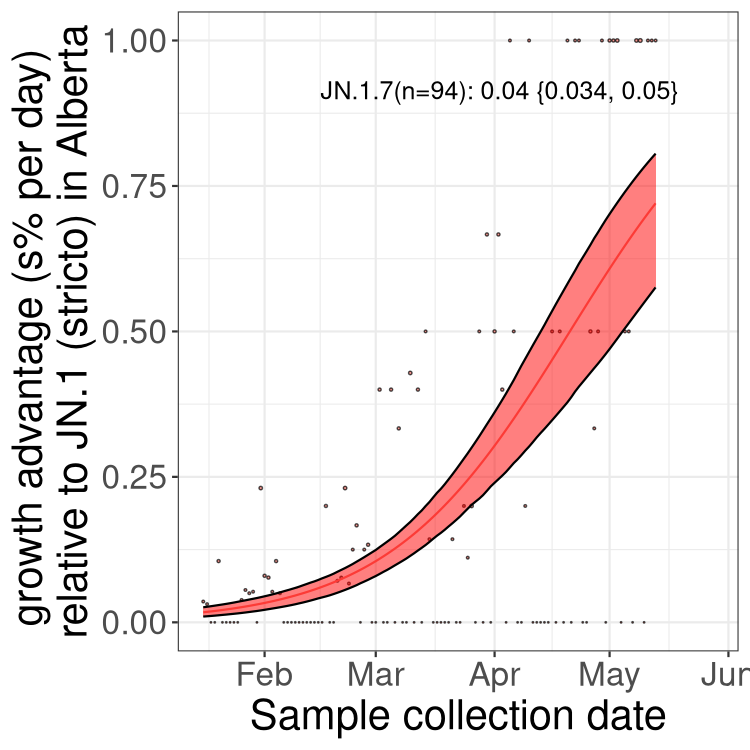 growth advantage (s% per day)
relative to JN.1 (stricto) in Alberta
1.00
0.75
0.50
0.25
0.00
JN.1.7(n=94): 0.04 {0.034, 0.05}
Feb Mar Apr May Jun
Sample collection date